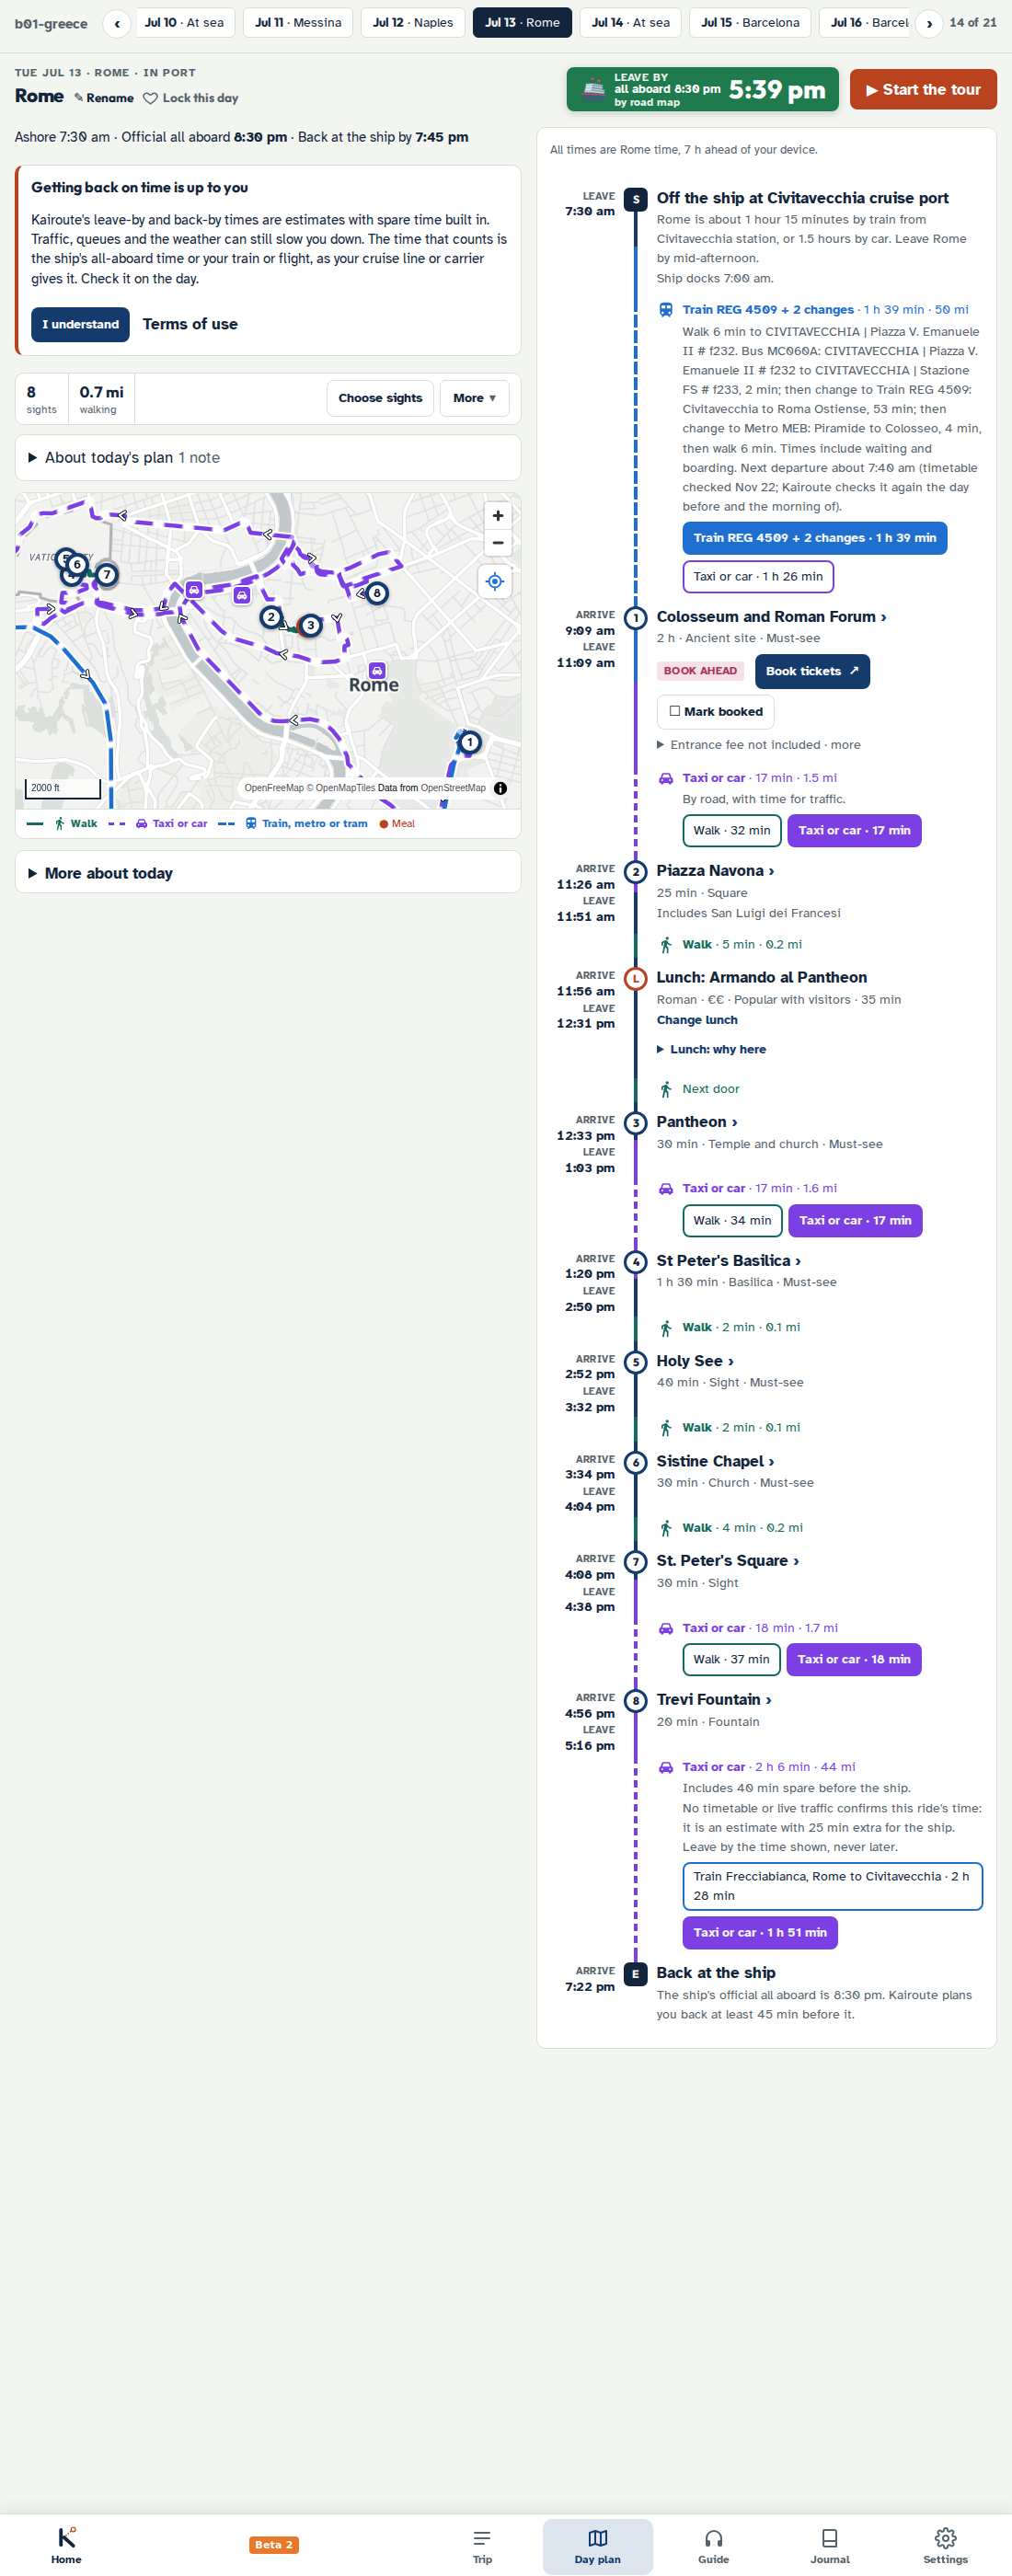 b01-greece
‹
Jul 10 · At sea
Jul 11 · Messina
Jul 12 · Naples
Jul 13 · Rome
Jul 14 · At sea
Jul 15 · Barcelona
Jul 16 · Barcel
›
14 of 21
TUE JUL 13 · ROME · IN PORT
Rome
✎ Rename
Lock this day
LEAVE BY
all aboard 8:30 pm
by road map
5:39 pm
▶ Start the tour
Ashore 7:30 am · Official all aboard 8:30 pm · Back at the ship by 7:45 pm
Getting back on time is up to you
Kairoute's leave-by and back-by times are estimates with spare time built in.
Traffic, queues and the weather can still slow you down. The time that counts is
the ship's all-aboard time or your train or flight, as your cruise line or carrier
gives it. Check it on the day.
I understand
Terms of use
8
sights
0.7 mi
walking
Choose sights
More ▼
▶ About today's plan 1 note
+
−
6
7
8
2
3
Rome
1
2000 ft
OpenFreeMap © OpenMapTiles Data from OpenStreetMap
Walk
Taxi or car
Train, metro or tram
Meal
▶ More about today
All times are Rome time, 7 h ahead of your device.
LEAVE
7:30 am
S
Off the ship at Civitavecchia cruise port
Rome is about 1 hour 15 minutes by train from
Civitavecchia station, or 1.5 hours by car. Leave Rome
by mid-afternoon.
Ship docks 7:00 am.
Train REG 4509 + 2 changes · 1 h 39 min · 50 mi
Walk 6 min to CIVITAVECCHIA | Piazza V. Emanuele
II # f232. Bus MC060A: CIVITAVECCHIA | Piazza V.
Emanuele II # f232 to CIVITAVECCHIA | Stazione
FS # f233, 2 min; then change to Train REG 4509:
Civitavecchia to Roma Ostiense, 53 min; then
change to Metro MEB: Piramide to Colosseo, 4 min,
then walk 6 min. Times include waiting and
boarding. Next departure about 7:40 am (timetable
checked Nov 22; Kairoute checks it again the day
before and the morning of).
Train REG 4509 + 2 changes · 1 h 39 min
Taxi or car · 1 h 26 min
ARRIVE
9:09 am
LEAVE
11:09 am
1
Colosseum and Roman Forum ›
2 h · Ancient site · Must-see
BOOK AHEAD
Book tickets ↗
☐ Mark booked
▶ Entrance fee not included · more
Taxi or car · 17 min · 1.5 mi
By road, with time for traffic.
Walk · 32 min
Taxi or car · 17 min
ARRIVE
11:26 am
LEAVE
11:51 am
2
Piazza Navona ›
25 min · Square
Includes San Luigi dei Francesi
Walk · 5 min · 0.2 mi
ARRIVE
11:56 am
LEAVE
12:31 pm
L
Lunch: Armando al Pantheon
Roman · €€ · Popular with visitors · 35 min
Change lunch
▶ Lunch: why here
Next door
ARRIVE
12:33 pm
LEAVE
1:03 pm
3
Pantheon ›
30 min · Temple and church · Must-see
Taxi or car · 17 min · 1.6 mi
Walk · 34 min
Taxi or car · 17 min
ARRIVE
1:20 pm
LEAVE
2:50 pm
4
St Peter's Basilica ›
1 h 30 min · Basilica · Must-see
Walk · 2 min · 0.1 mi
ARRIVE
2:52 pm
LEAVE
3:32 pm
5
Holy See ›
40 min · Sight · Must-see
Walk · 2 min · 0.1 mi
ARRIVE
3:34 pm
LEAVE
4:04 pm
6
Sistine Chapel ›
30 min · Church · Must-see
Walk · 4 min · 0.2 mi
ARRIVE
4:08 pm
LEAVE
4:38 pm
7
St. Peter's Square ›
30 min · Sight
Taxi or car · 18 min · 1.7 mi
Walk · 37 min
Taxi or car · 18 min
ARRIVE
4:56 pm
LEAVE
5:16 pm
8
Trevi Fountain ›
20 min · Fountain
Taxi or car · 2 h 6 min · 44 mi
Includes 40 min spare before the ship.
No timetable or live traffic confirms this ride's time:
it is an estimate with 25 min extra for the ship.
Leave by the time shown, never later.
Train Frecciabianca, Rome to Civitavecchia · 2 h
28 min
Taxi or car · 1 h 51 min
ARRIVE
7:22 pm
E
Back at the ship
The ship's official all aboard is 8:30 pm. Kairoute plans
you back at least 45 min before it.
Home
Beta 2
Trip
Day plan
Guide
Journal
Settings